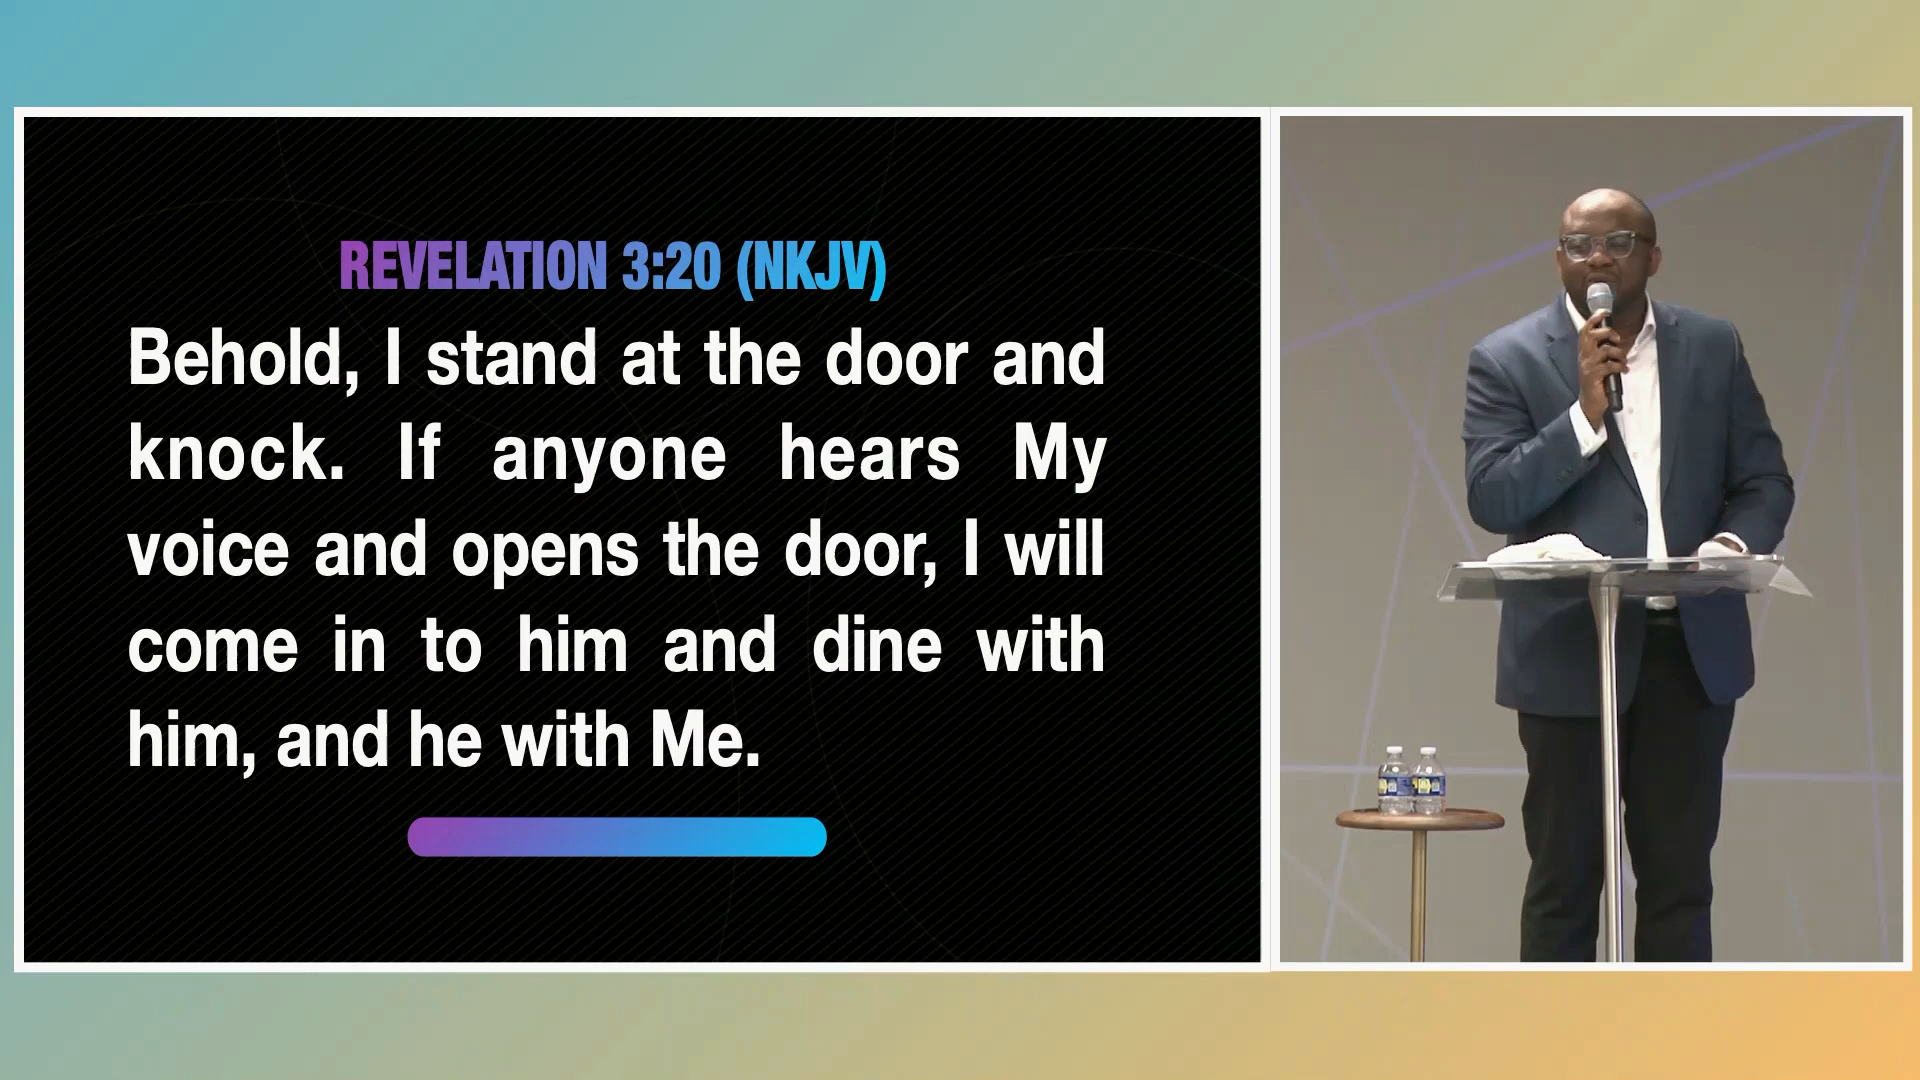 REVELATION 3:20 (NKJV)
Behold, I stand at the door and
knock. If anyone hears My
voice and opens the door, I will
come in to him and dine with
him, and he with Me.